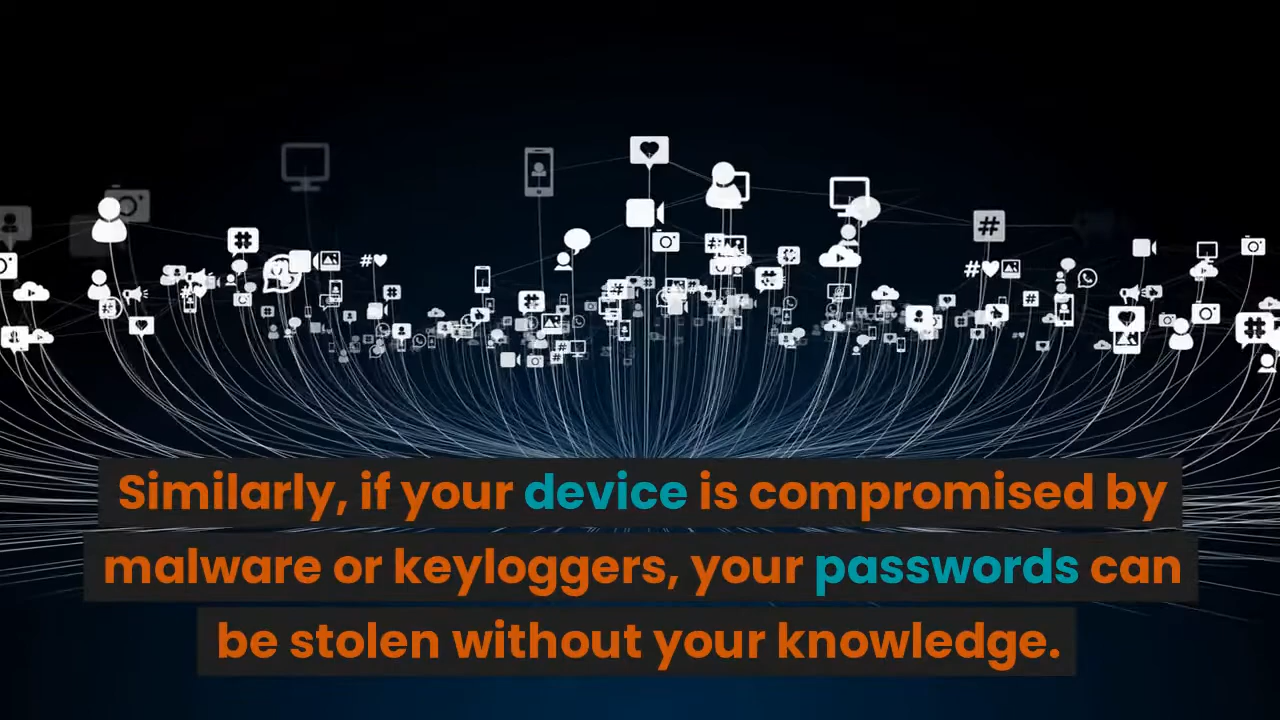 Similarly, if your device is compromised by
malware or keyloggers, your passwords can
be stolen without your knowledge.